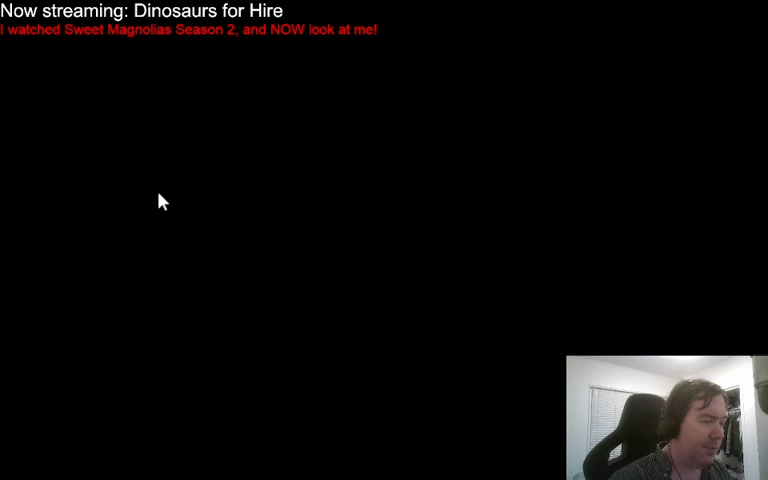 Now streaming: Dinosaurs for Hire
I watched Sweet Magnolias Season 2, and NOW look at me!